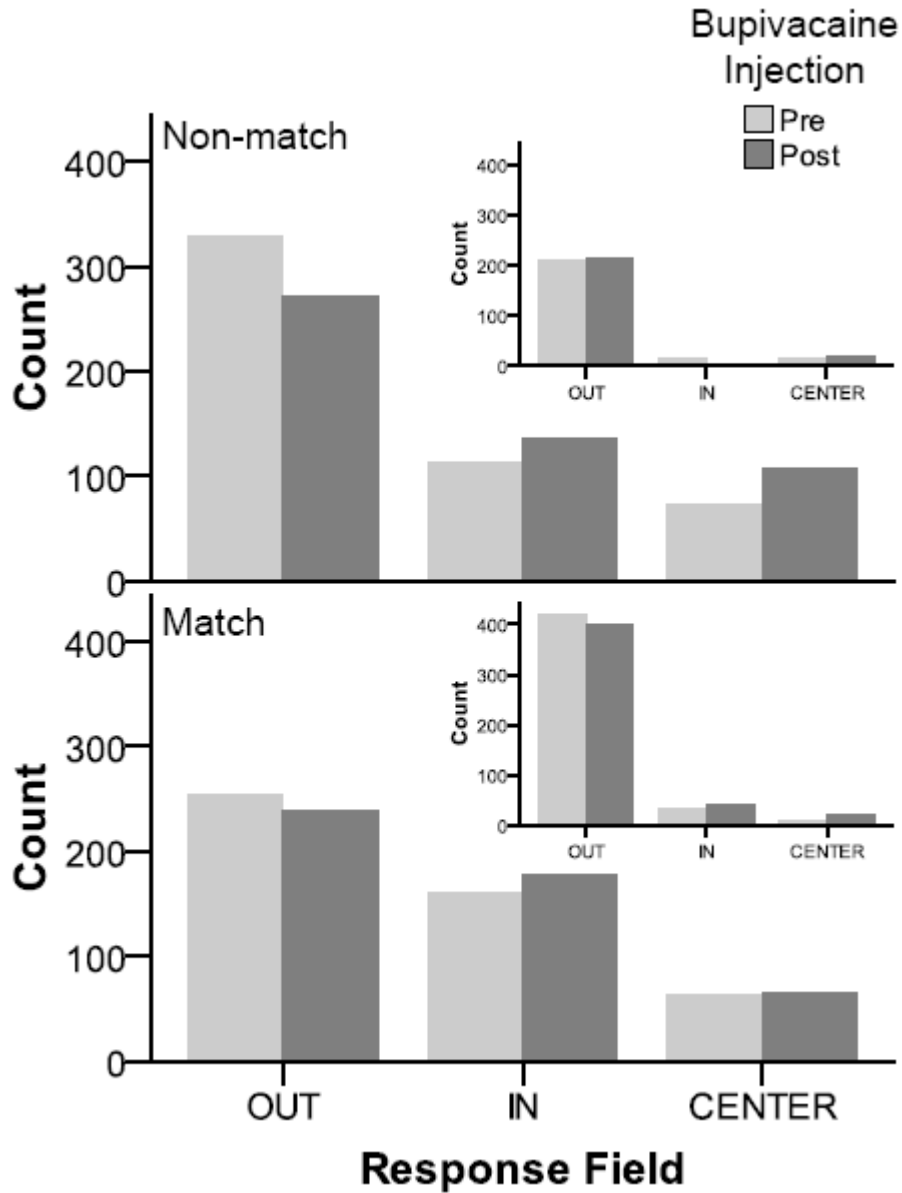 Bupivacaine
Injection
Pre
Post
Non-match
Count
400
300
200
100
0
Count
400
300
200
100
0
OUT IN CENTER
Match
Count
400
300
200
100
0
Count
400
300
200
100
0
OUT IN CENTER
OUT IN CENTER
Response Field